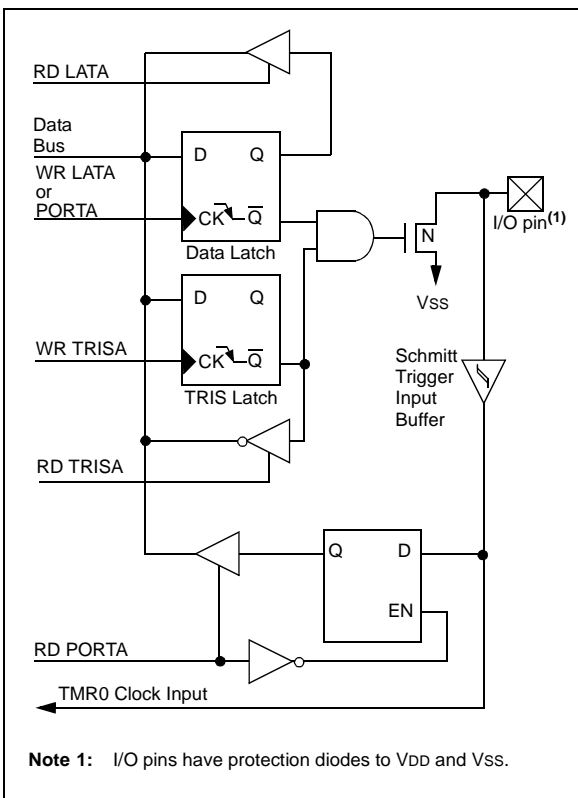 RD LATA
Data
Bus
WR LATA
or
PORTA
D Q
CK Q̅
Data Latch
N
I/O pin(1)
VSS
D Q
WR TRISA
CK Q̅
TRIS Latch
Schmitt
Trigger
Input
Buffer
RD TRISA
Q D
EN
RD PORTA
TMR0 Clock Input
Note 1: I/O pins have protection diodes to VDD and VSS.